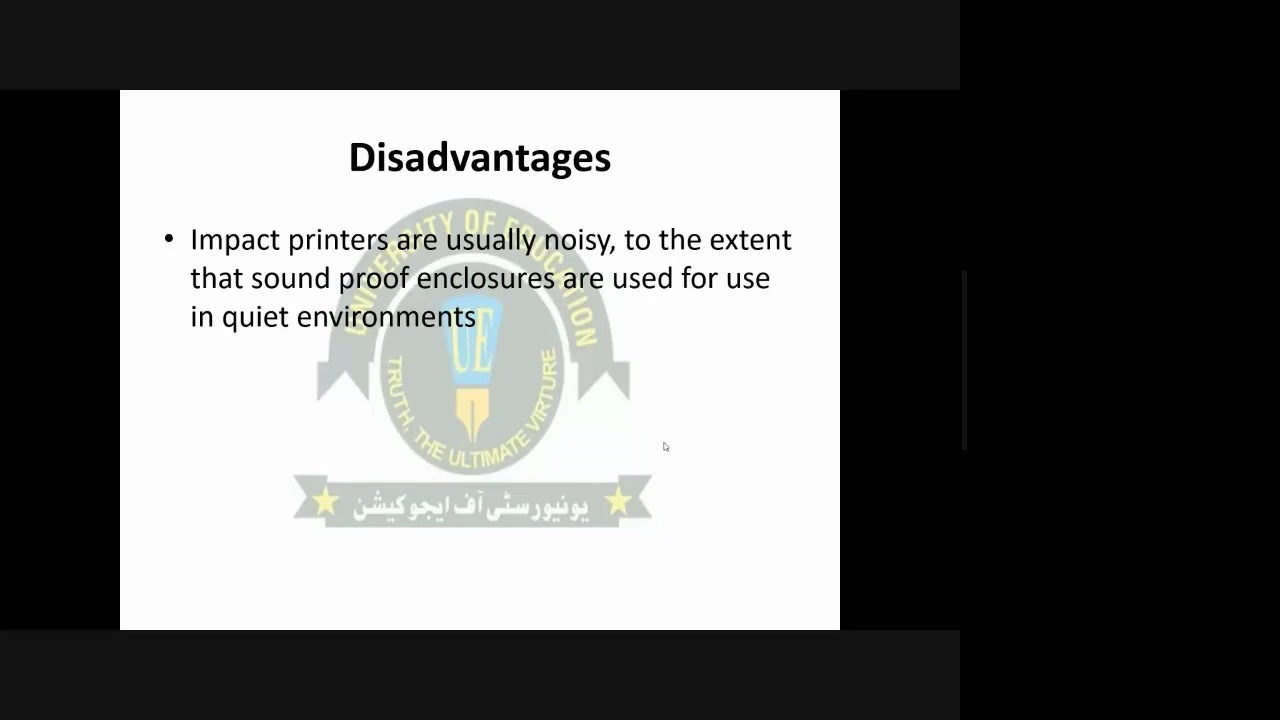 Disadvantages
• Impact printers are usually noisy, to the extent
that sound proof enclosures are used for use
in quiet environments
UNIVERSITY OF EDUCATION
UE
TRUTH, THE ULTIMATE VIRTURE
یونیورسٹی آف ایجوکیشن